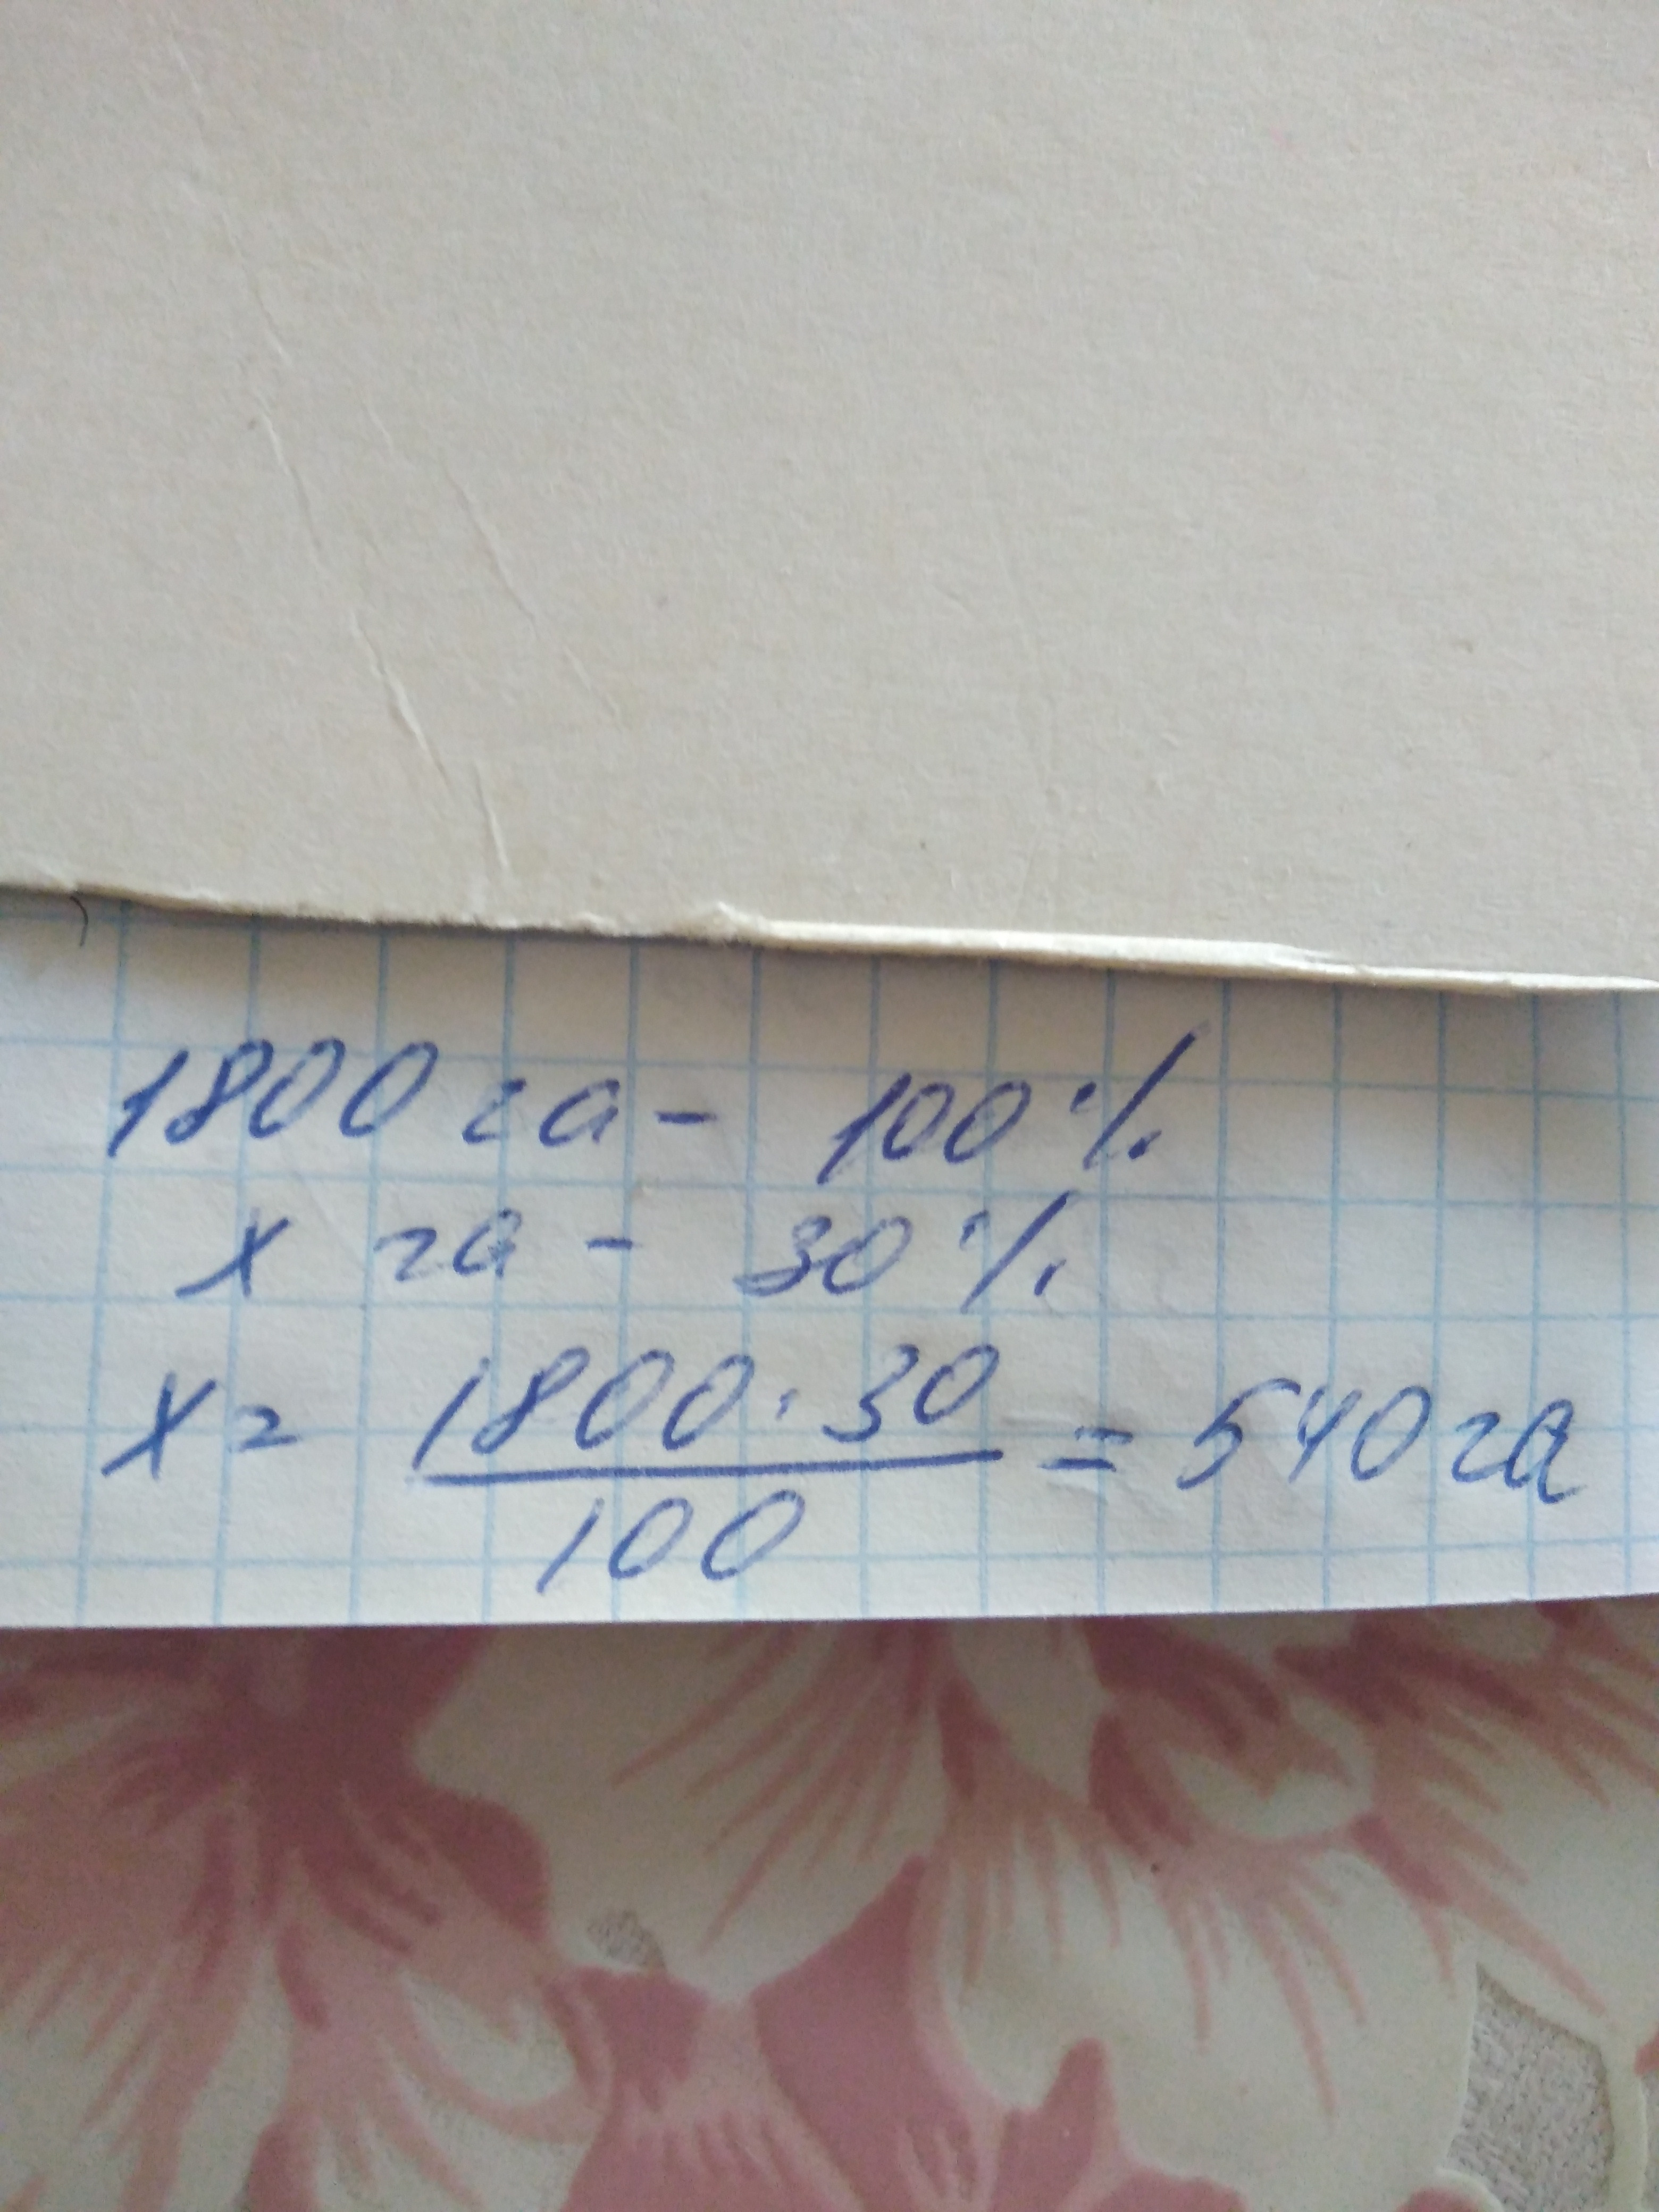 1800 га - 100%
х га - 30%
х = 1800 · 30 / 100 = 540 га